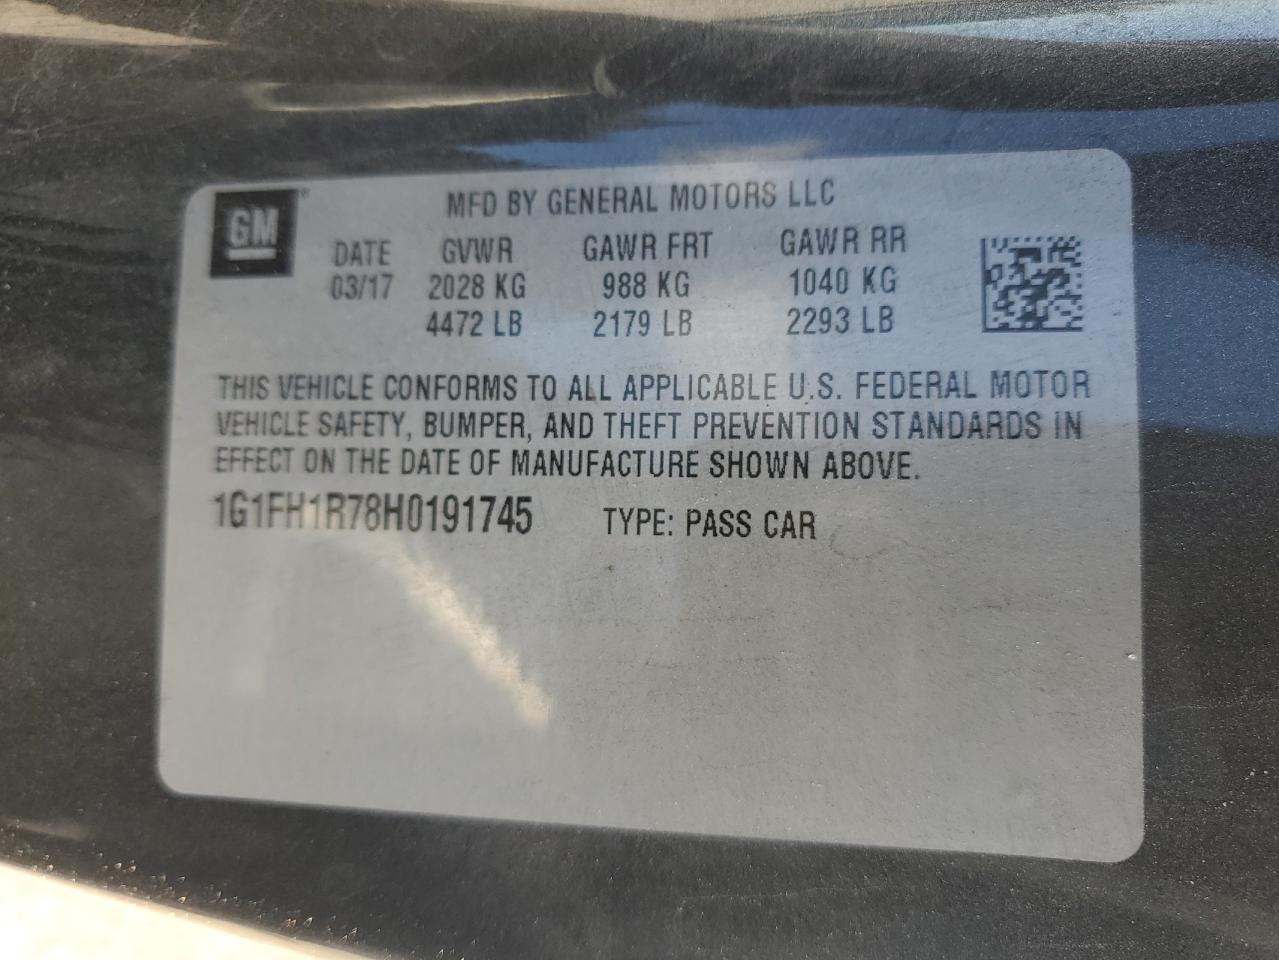 GM
MFD BY GENERAL MOTORS LLC
DATE GVWR GAWR FRT GAWR RR
03/17 2028 KG 988 KG 1040 KG
4472 LB 2179 LB 2293 LB
THIS VEHICLE CONFORMS TO ALL APPLICABLE U.S. FEDERAL MOTOR
VEHICLE SAFETY, BUMPER, AND THEFT PREVENTION STANDARDS IN
EFFECT ON THE DATE OF MANUFACTURE SHOWN ABOVE.
1G1FH1R78H0191745 TYPE: PASS CAR